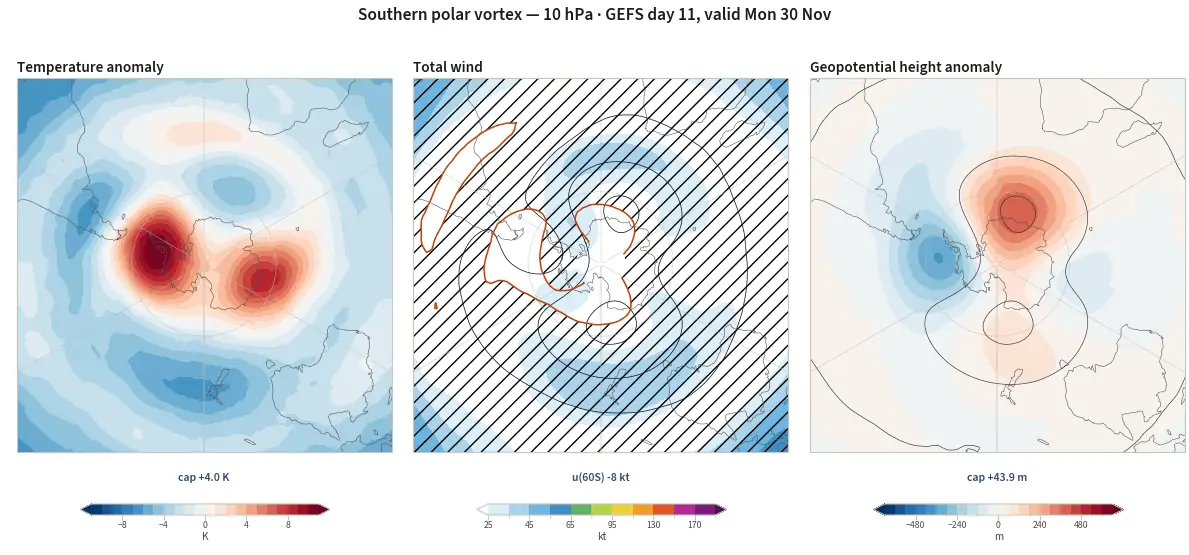 Southern polar vortex — 10 hPa · GEFS day 11, valid Mon 30 Nov
Temperature anomaly
Total wind
Geopotential height anomaly
cap +4.0 K
u(60S) -8 kt
cap +43.9 m
−8 −4 0 4 8
K
25 45 65 95 130 170
kt
−480 −240 0 240 480
m